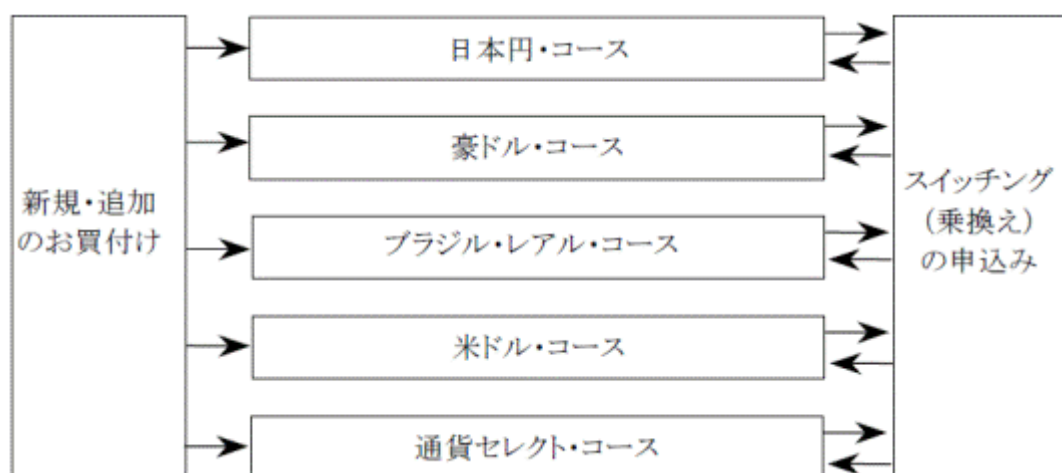 新規・追加
のお買付け
日本円・コース
豪ドル・コース
ブラジル・レアル・コース
米ドル・コース
通貨セレクト・コース
スイッチング
(乗換え)
の申込み